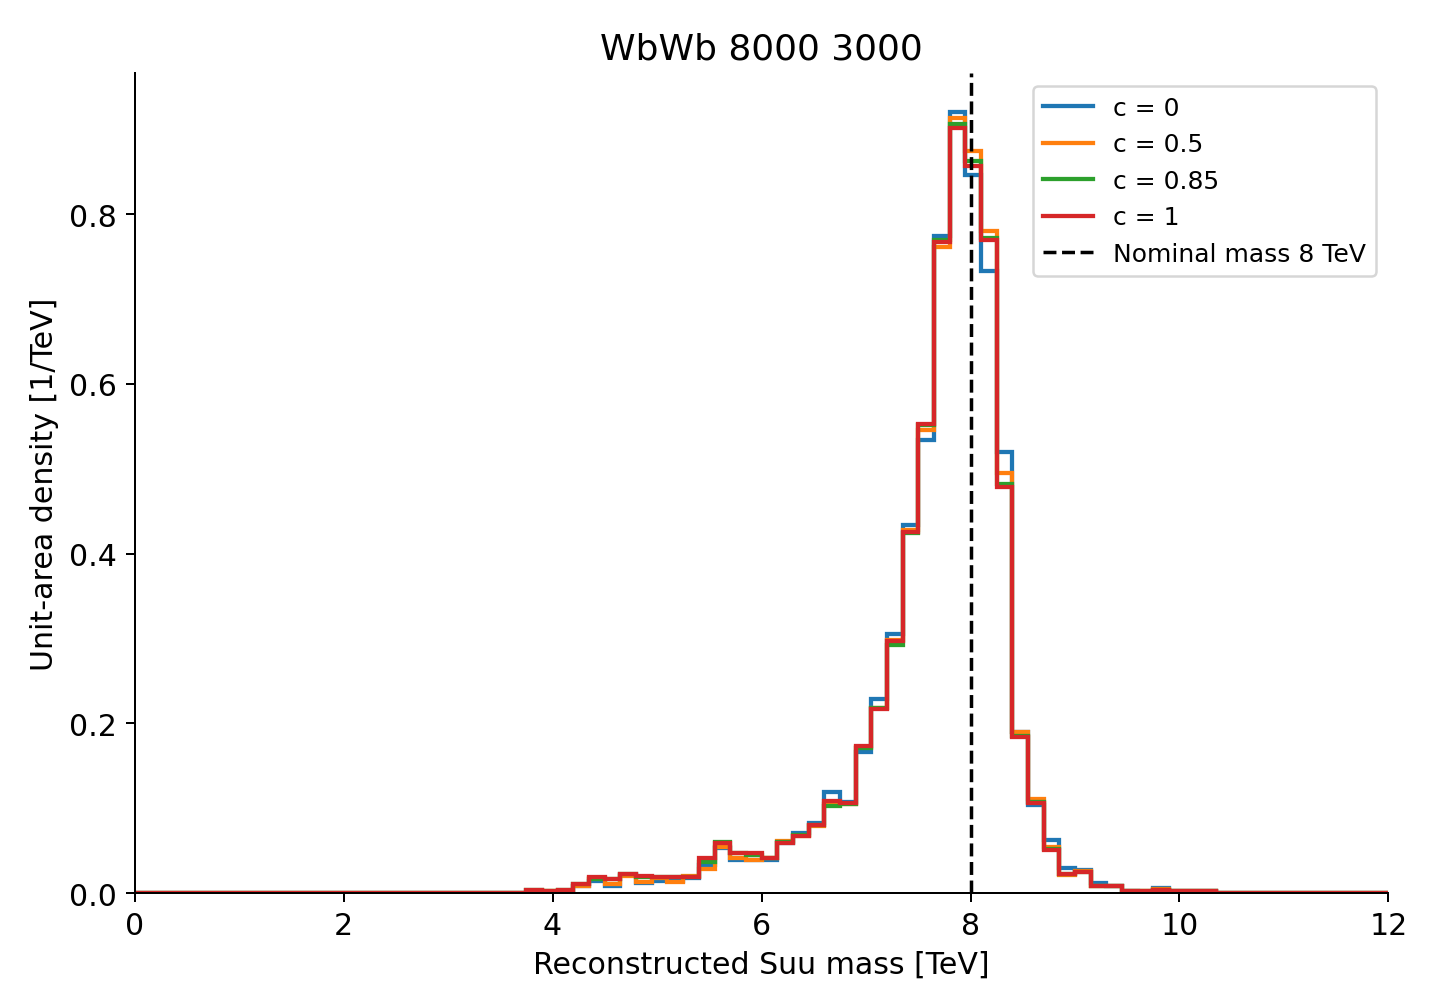 WbWb 8000 3000
c = 0
c = 0.5
c = 0.85
c = 1
Nominal mass 8 TeV
Unit-area density [1/TeV]
0.8
0.6
0.4
0.2
0.0
0 2 4 6 8 10 12
Reconstructed Suu mass [TeV]